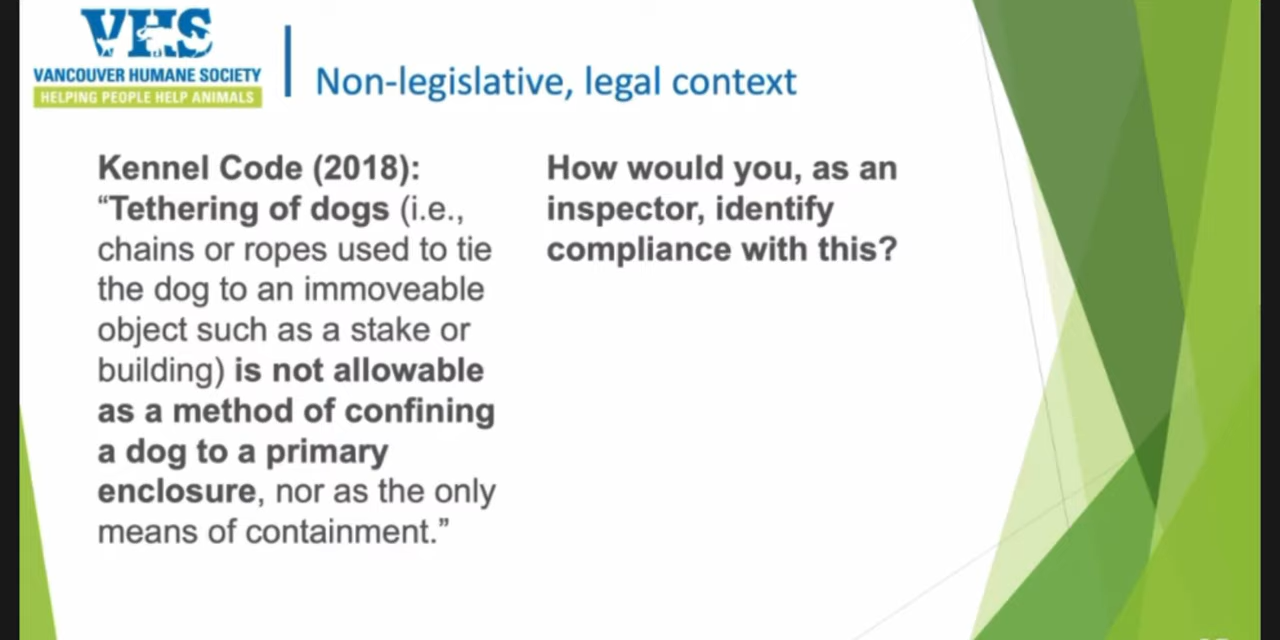 VHS
VANCOUVER HUMANE SOCIETY
HELPING PEOPLE HELP ANIMALS
Non-legislative, legal context
Kennel Code (2018):
“Tethering of dogs (i.e.,
chains or ropes used to tie
the dog to an immoveable
object such as a stake or
building) is not allowable
as a method of confining
a dog to a primary
enclosure, nor as the only
means of containment.”
How would you, as an
inspector, identify
compliance with this?